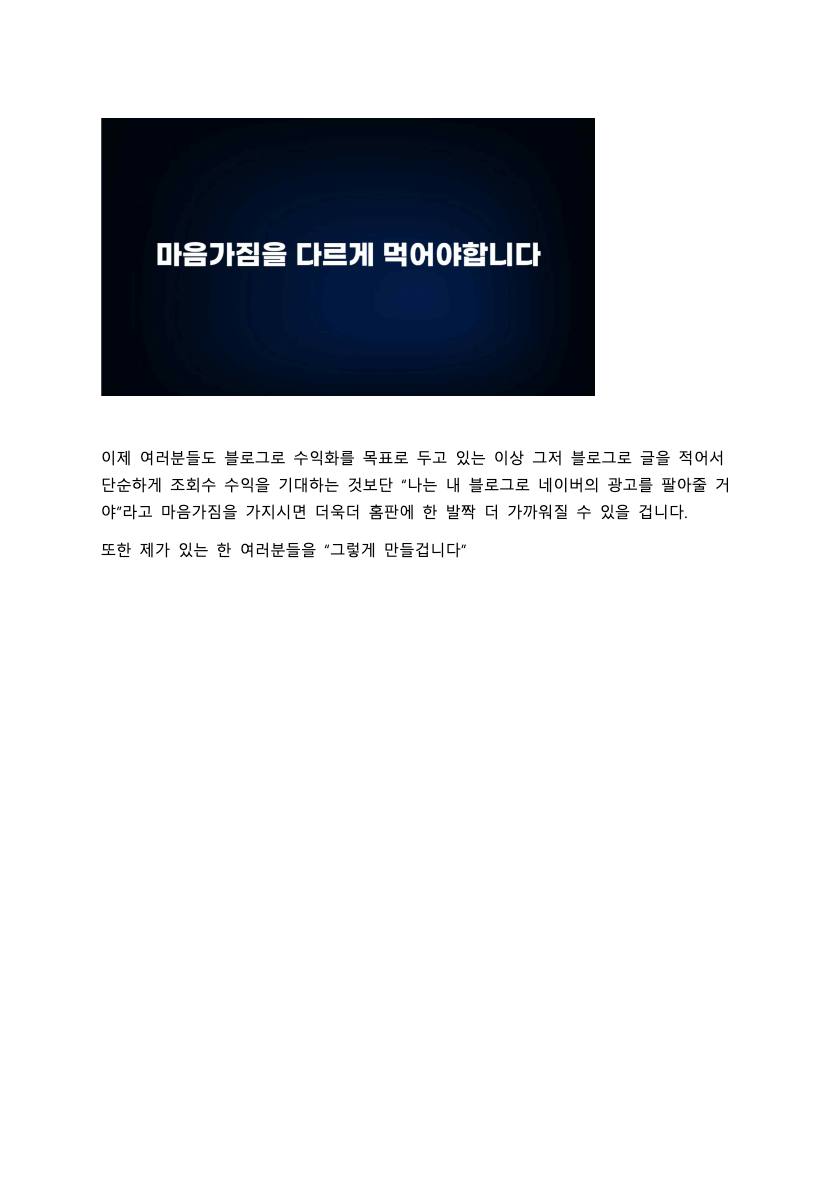 마음가짐을 다르게 먹어야합니다
이제 여러분들도 블로그로 수익화를 목표로 두고 있는 이상 그저 블로그로 글을 적어서
단순하게 조회수 수익을 기대하는 것보단 “나는 내 블로그로 네이버의 광고를 팔아줄 거
야”라고 마음가짐을 가지시면 더욱더 홈판에 한 발짝 더 가까워질 수 있을 겁니다.
또한 제가 있는 한 여러분들을 “그렇게 만들겁니다”